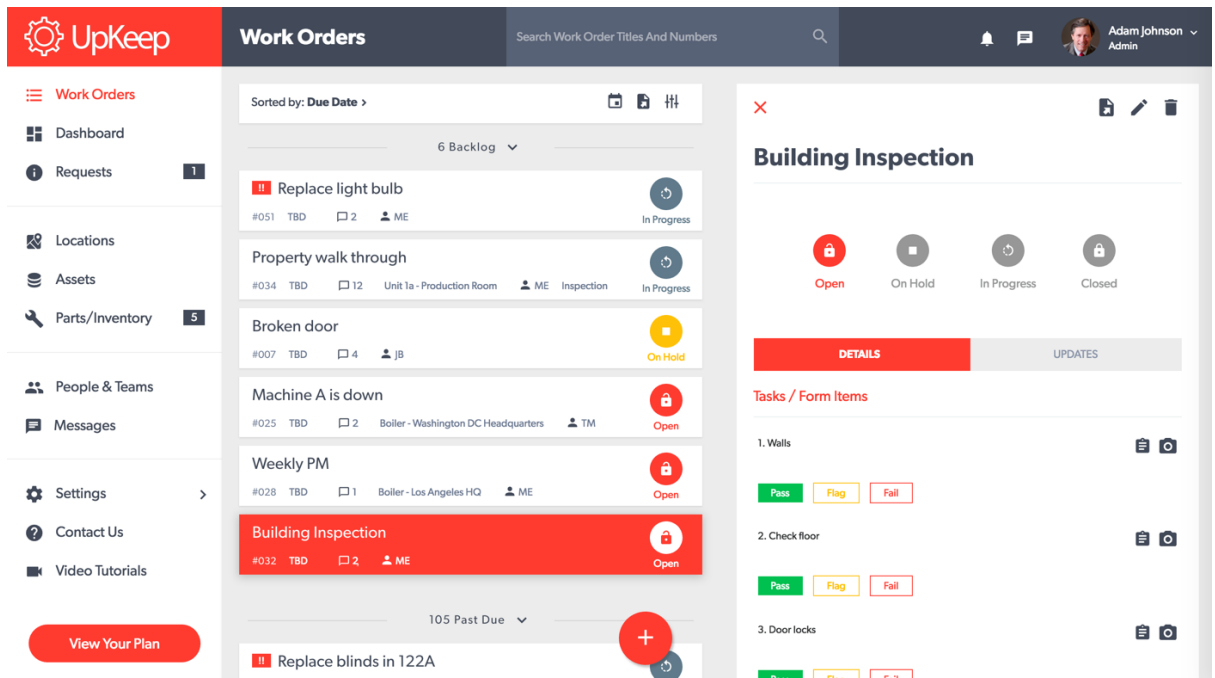 UpKeep
Work Orders
Search Work Order Titles And Numbers
Adam Johnson
Admin
Work Orders
Dashboard
Requests 1
Locations
Assets
Parts/Inventory 5
People & Teams
Messages
Settings
Contact Us
Video Tutorials
View Your Plan
Sorted by: Due Date >
6 Backlog
!! Replace light bulb
#051 TBD 2 ME
In Progress
Property walk through
#034 TBD 12 Unit 1a - Production Room ME Inspection
In Progress
Broken door
#007 TBD 4 JB
On Hold
Machine A is down
#025 TBD 2 Boiler - Washington DC Headquarters TM
Open
Weekly PM
#028 TBD 1 Boiler - Los Angeles HQ ME
Open
Building Inspection
#032 TBD 2 ME
Open
105 Past Due
!! Replace blinds in 122A
Building Inspection
Open On Hold In Progress Closed
DETAILS UPDATES
Tasks / Form Items
1. Walls
Pass Flag Fail
2. Check floor
Pass Flag Fail
3. Door locks